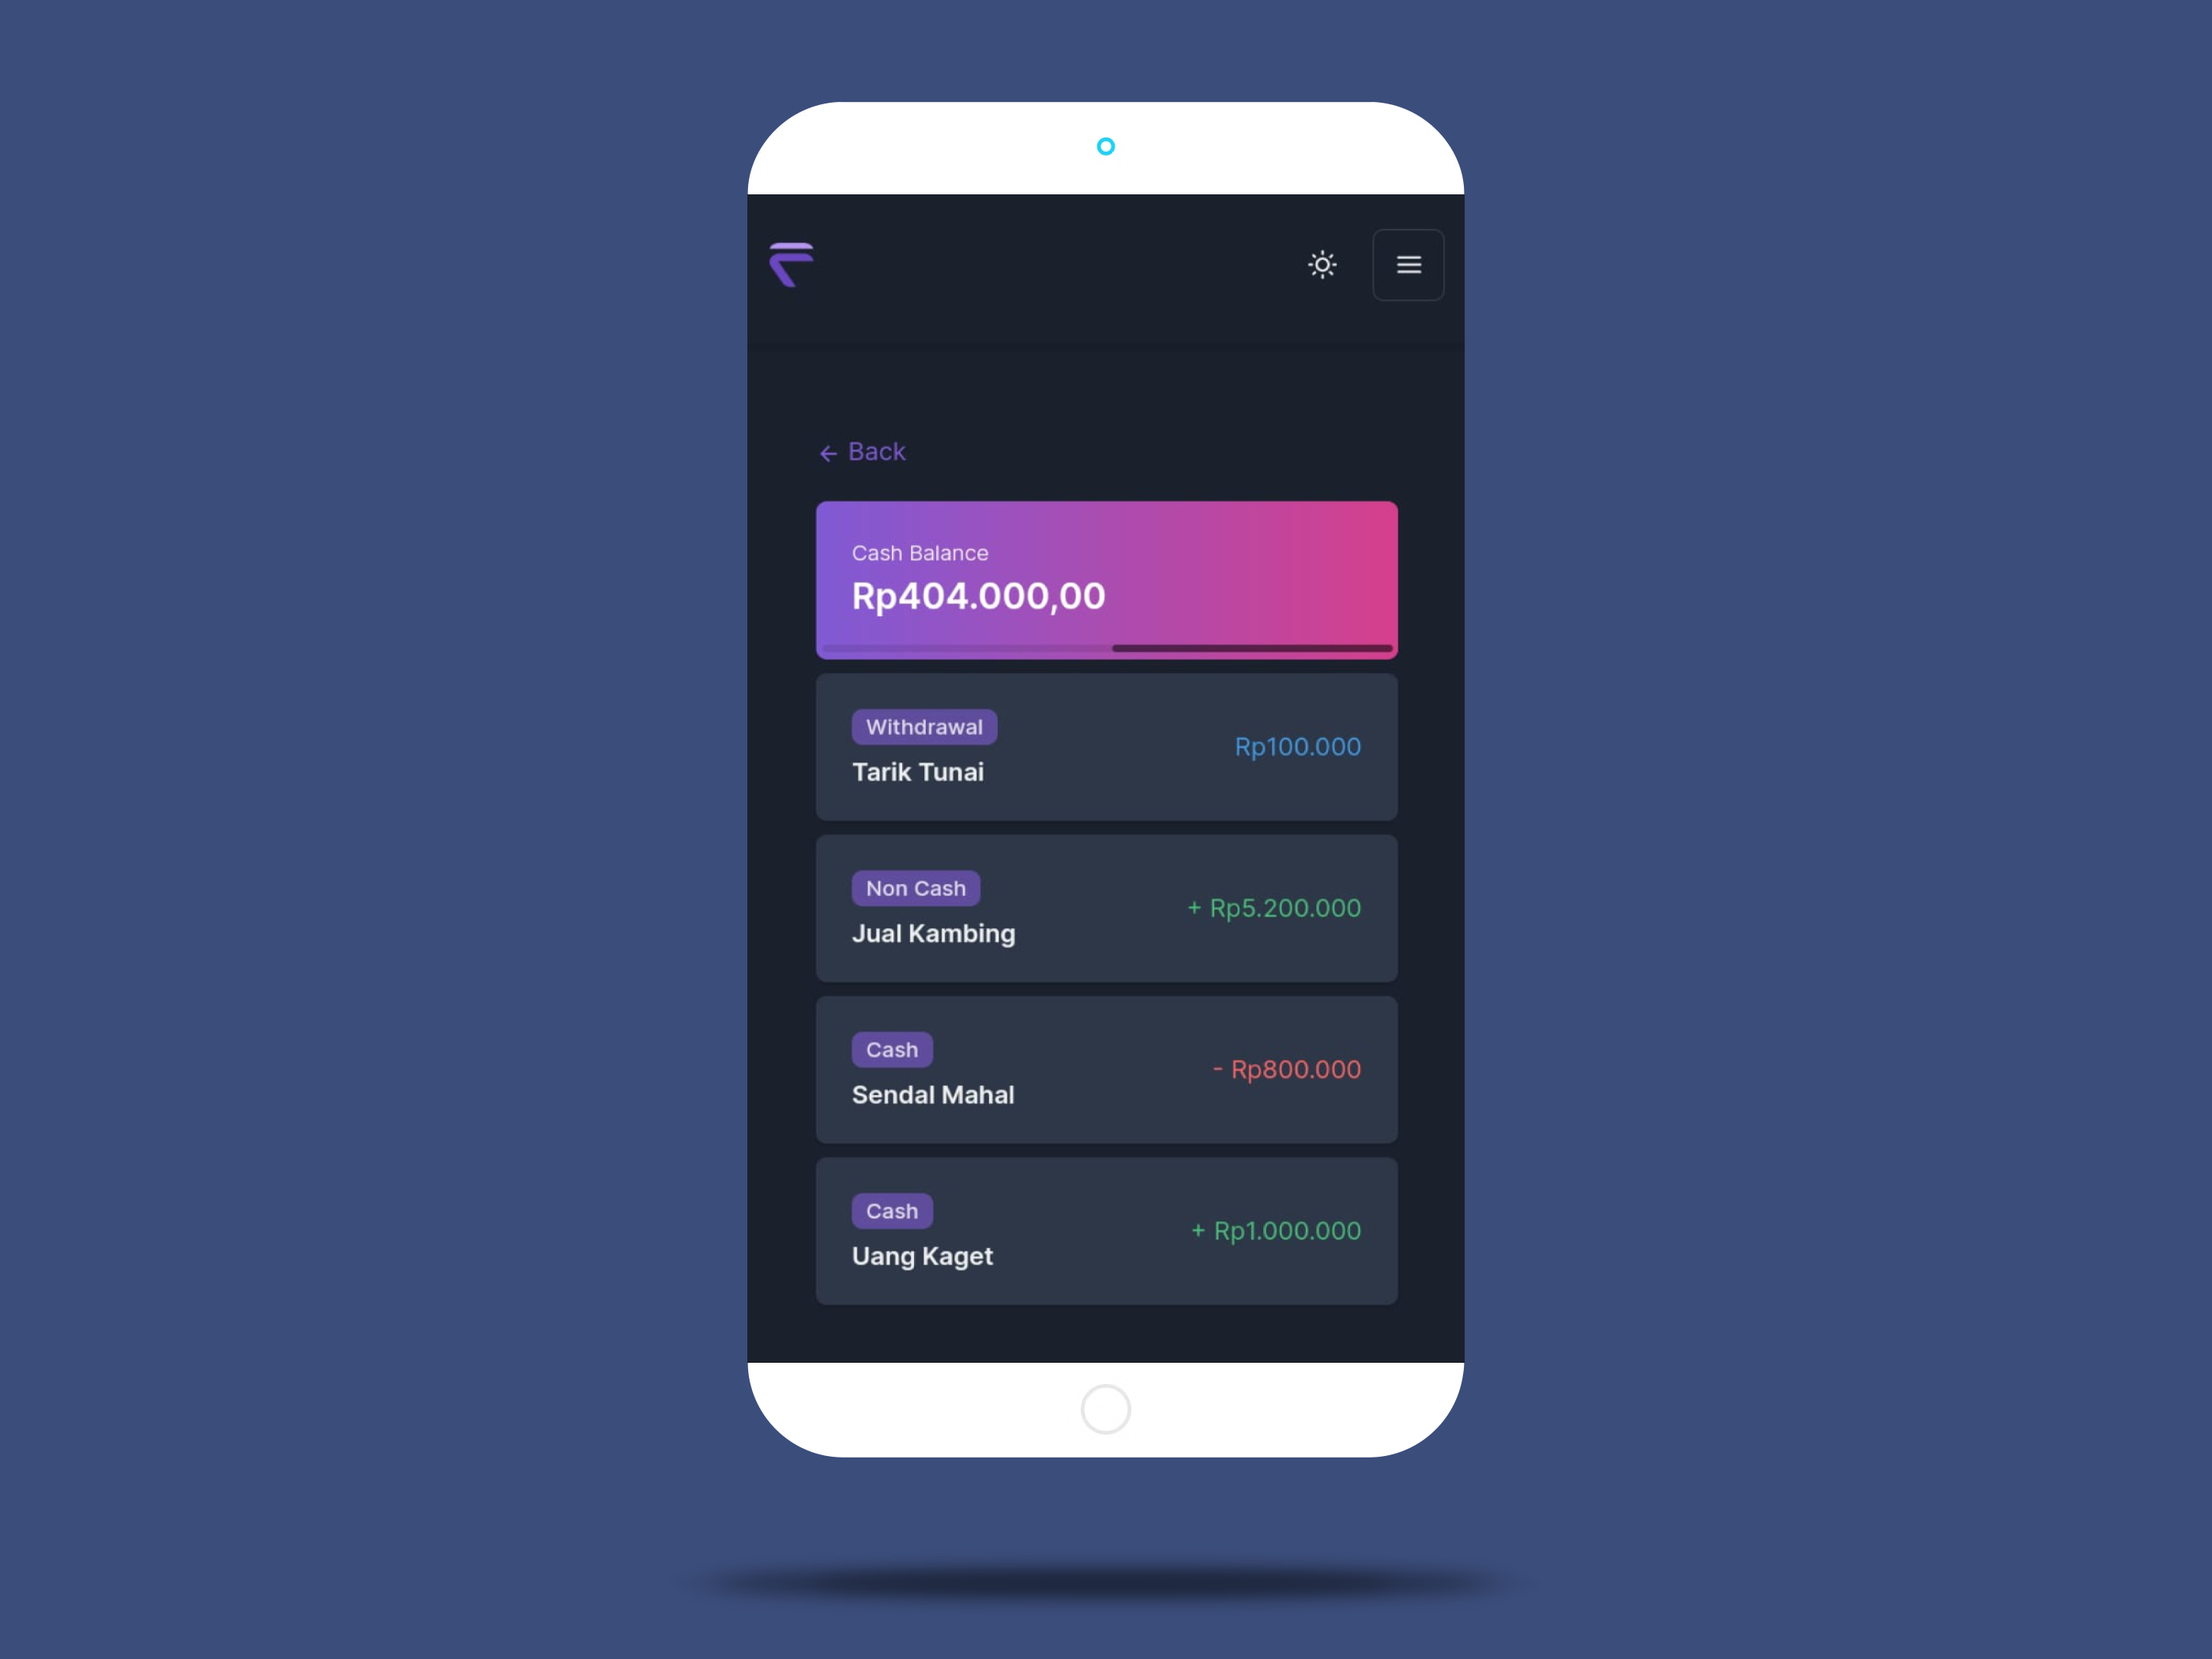 Back
Cash Balance
Rp404.000,00
Withdrawal
Tarik Tunai
Rp100.000
Non Cash
Jual Kambing
+ Rp5.200.000
Cash
Sendal Mahal
- Rp800.000
Cash
Uang Kaget
+ Rp1.000.000